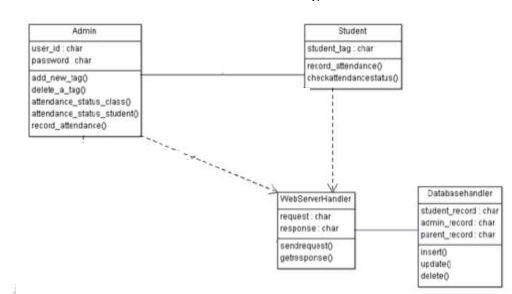 Admin
user_id : char
password : char
add_new_tag()
delete_a_tag()
attendance_status_class()
attendance_status_student()
record_attendance()
Student
student_tag : char
record_attendance()
checkattendancestatus()
WebServerHandler
request : char
response : char
sendrequest()
getresponse()
Databasehandler
student_record : char
admin_record : char
parent_record : char
insert()
update()
delete()